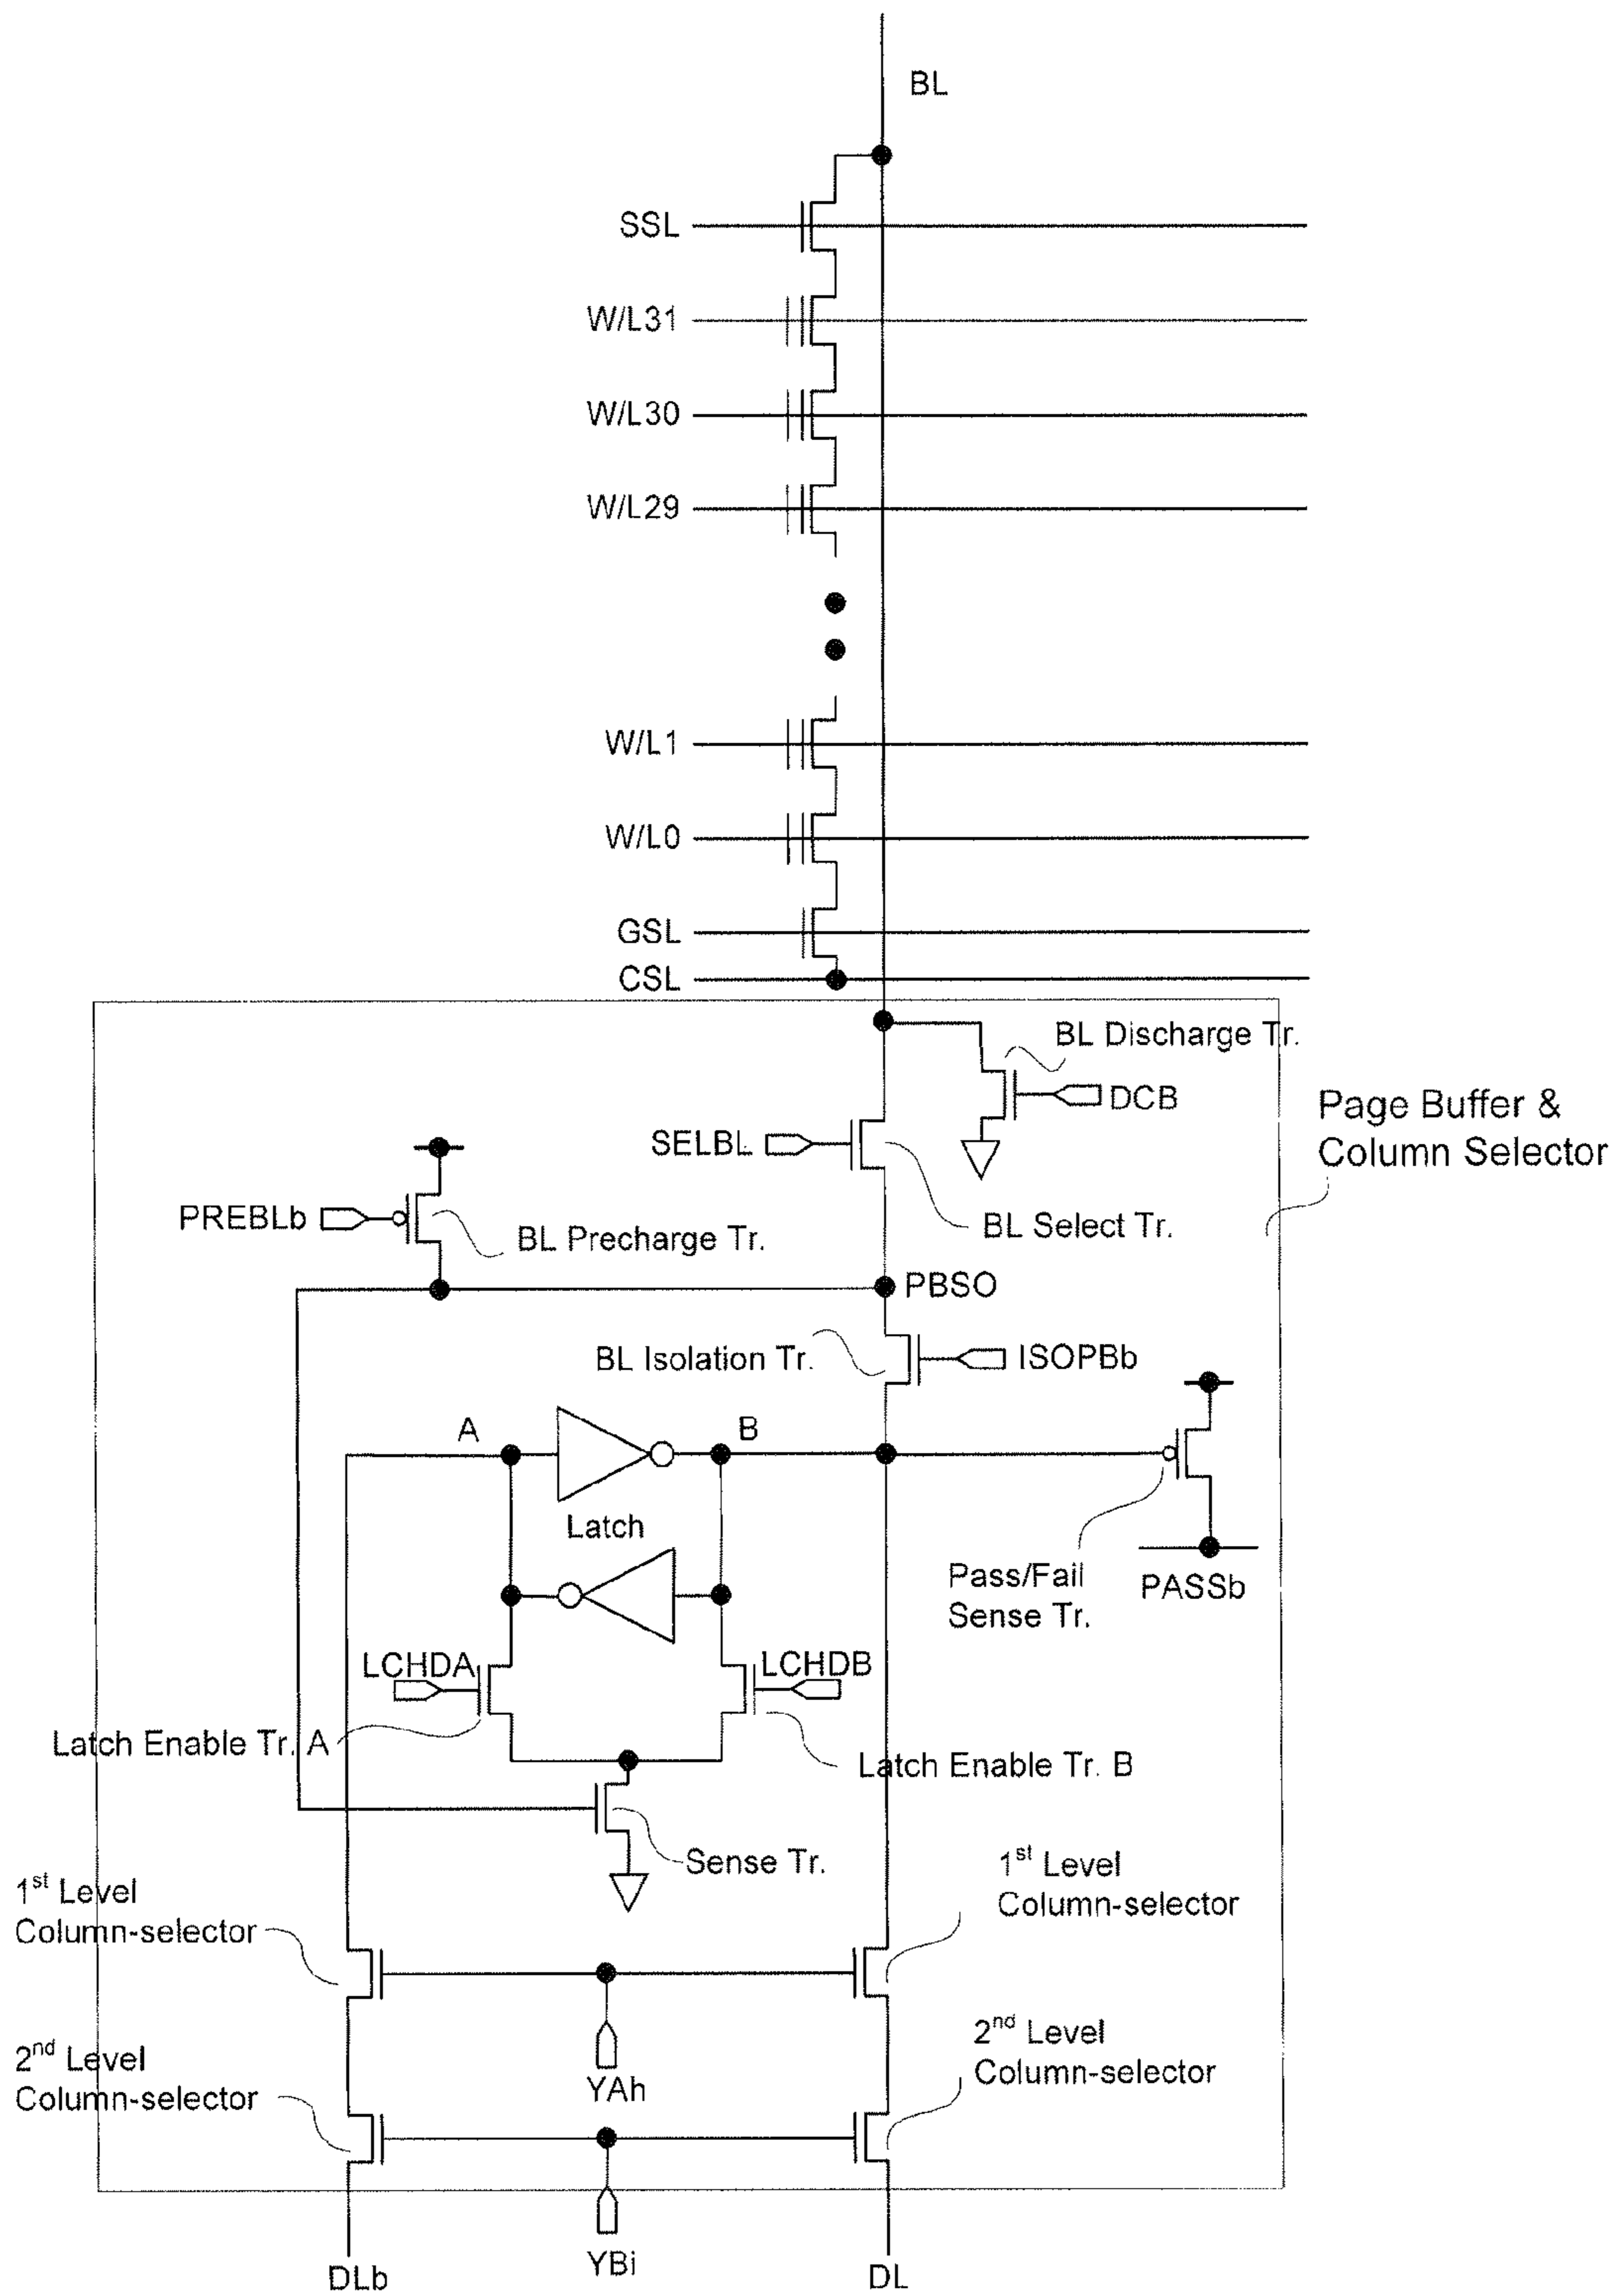 BL
SSL
W/L31
W/L30
W/L29
W/L1
W/L0
GSL
CSL
BL Discharge Tr.
DCB
Page Buffer &
Column Selector
SELBL
PREBLb
BL Select Tr.
BL Precharge Tr.
PBSO
BL Isolation Tr.
ISOPBb
A
B
Latch
Pass/Fail
Sense Tr.
PASSb
LCHDA
LCHDB
Latch Enable Tr. A
Latch Enable Tr. B
Sense Tr.
1st Level
Column-selector
1st Level
Column-selector
2nd Level
Column-selector
YAh
2nd Level
Column-selector
YBi
DLb
DL